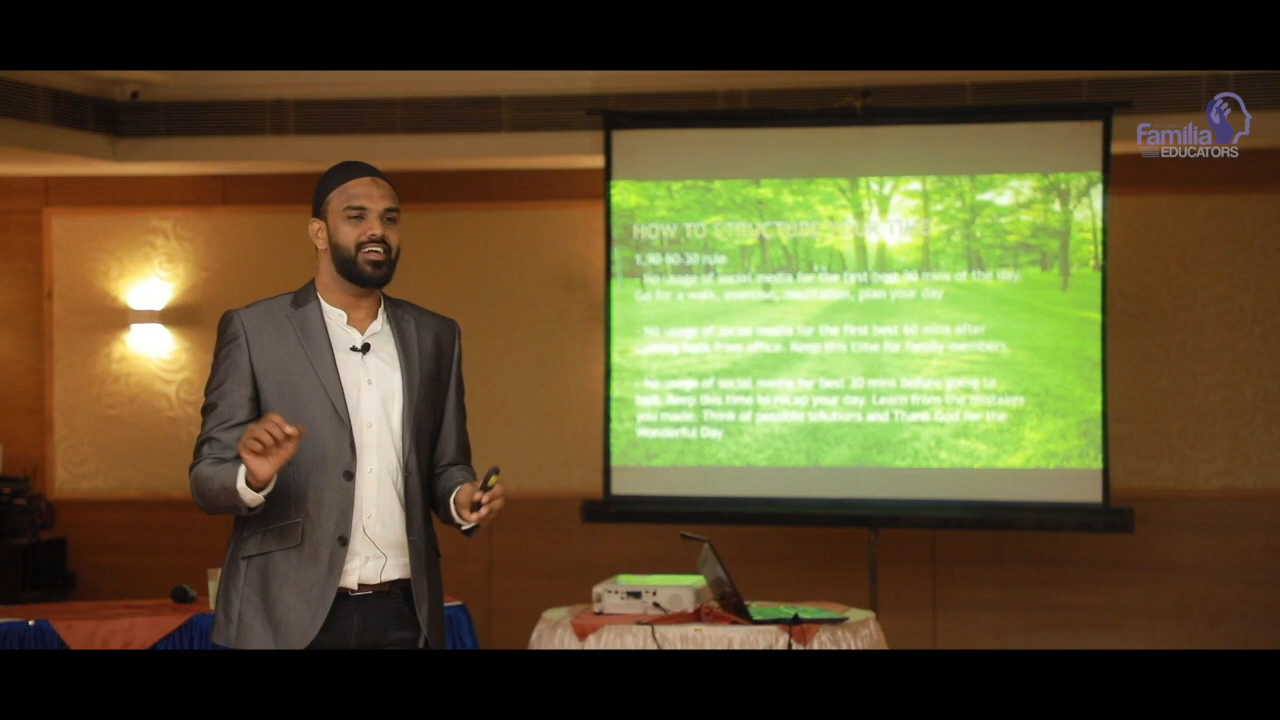 Familia
EDUCATORS
HOW TO STRUCTURE YOUR TIME
1. 90-60-30 rule
- No usage of social media for the first best 90 mins of the day.
Go for a walk, exercise, meditation, plan your day
- No usage of social media for the first best 60 mins after
coming back from office. Keep this time for family members.
- No usage of social media for best 30 mins before going to
bed. Keep this time to recap your day. Learn from the mistakes
you made. Think of possible solutions and Thank God for the
Wonderful Day